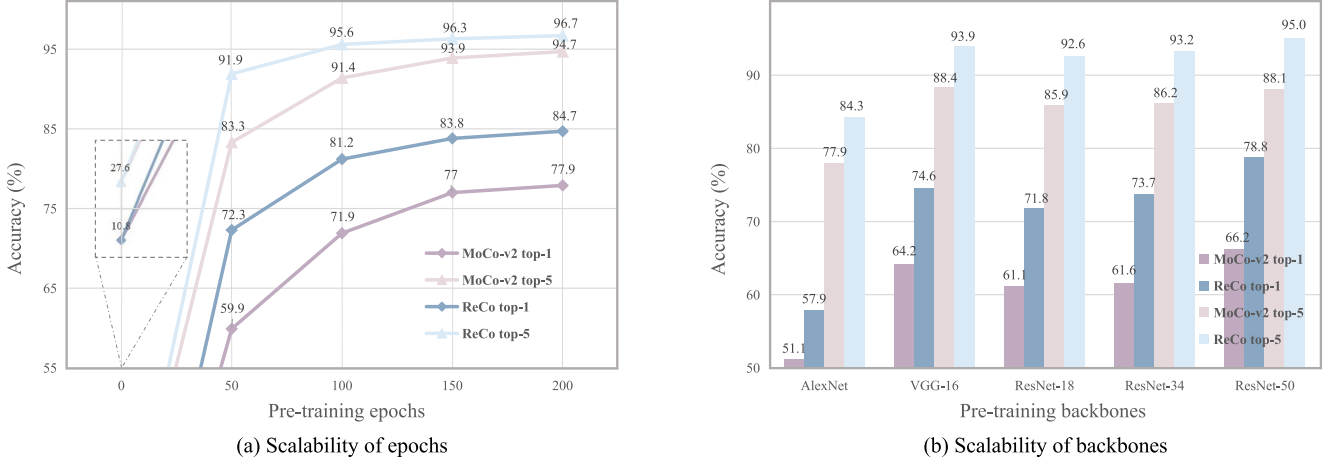 96.7
96.3
95.6
95
94.7
93.9
91.9
91.4
85
84.7
83.8
83.3
81.2
77.9
77
75
72.3
71.9
65
59.9
55
27.6
10.8
Accuracy (%)
MoCo-v2 top-1
MoCo-v2 top-5
ReCo top-1
ReCo top-5
0 50 100 150 200
Pre-training epochs
(a) Scalability of epochs
Accuracy (%)
90
80
70
60
50
51.1 57.9 77.9 84.3
64.2 74.6 88.4 93.9
61.1 71.8 85.9 92.6
61.6 73.7 86.2 93.2
66.2 78.8 88.1 95.0
MoCo-v2 top-1
ReCo top-1
MoCo-v2 top-5
ReCo top-5
AlexNet VGG-16 ResNet-18 ResNet-34 ResNet-50
Pre-training backbones
(b) Scalability of backbones